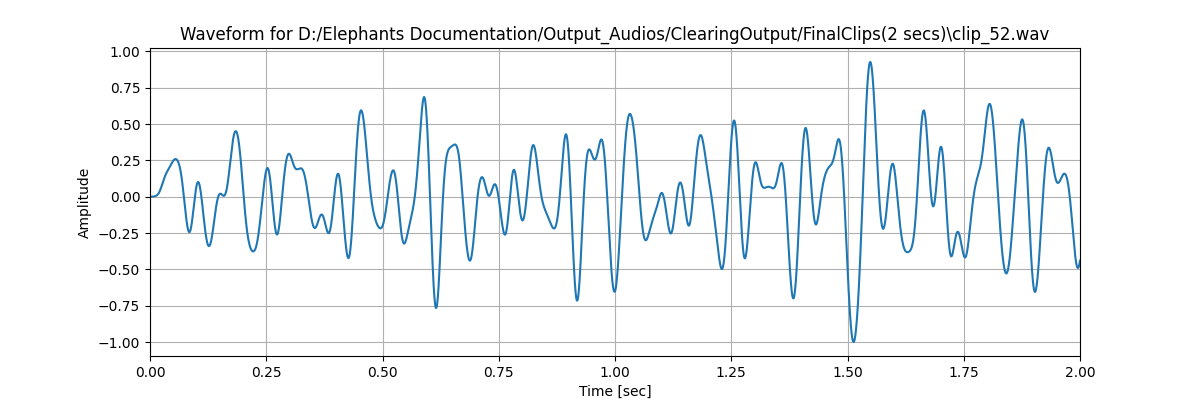 Waveform for D:/Elephants Documentation/Output_Audios/ClearingOutput/FinalClips(2 secs)\clip_52.wav
1.00
0.75
0.50
0.25
0.00
−0.25
−0.50
−0.75
−1.00
Amplitude
0.00 0.25 0.50 0.75 1.00 1.25 1.50 1.75 2.00
Time [sec]